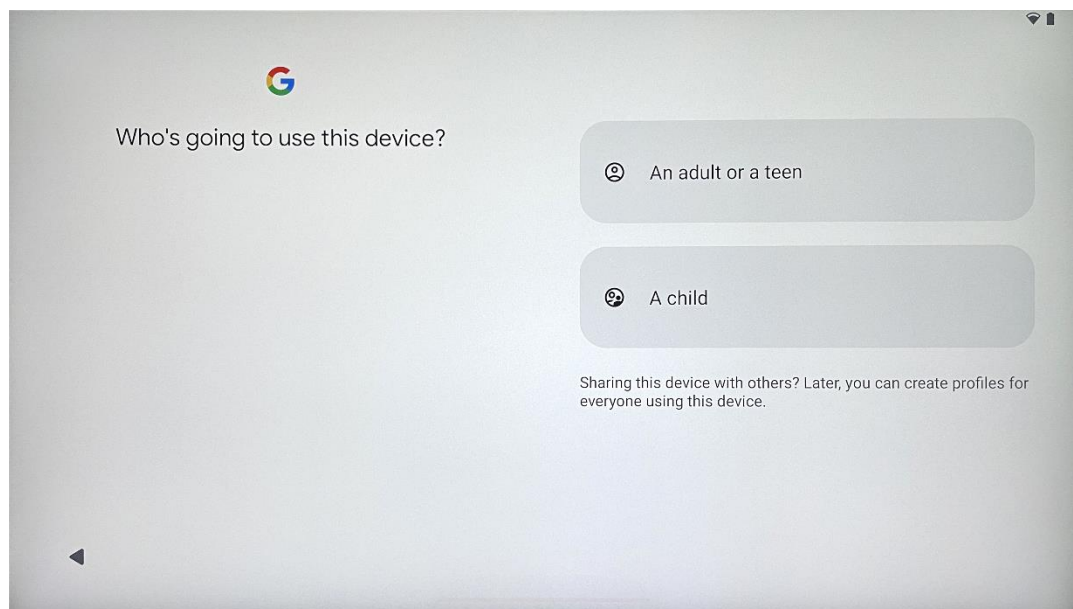 Who's going to use this device?
An adult or a teen
A child
Sharing this device with others? Later, you can create profiles for
everyone using this device.